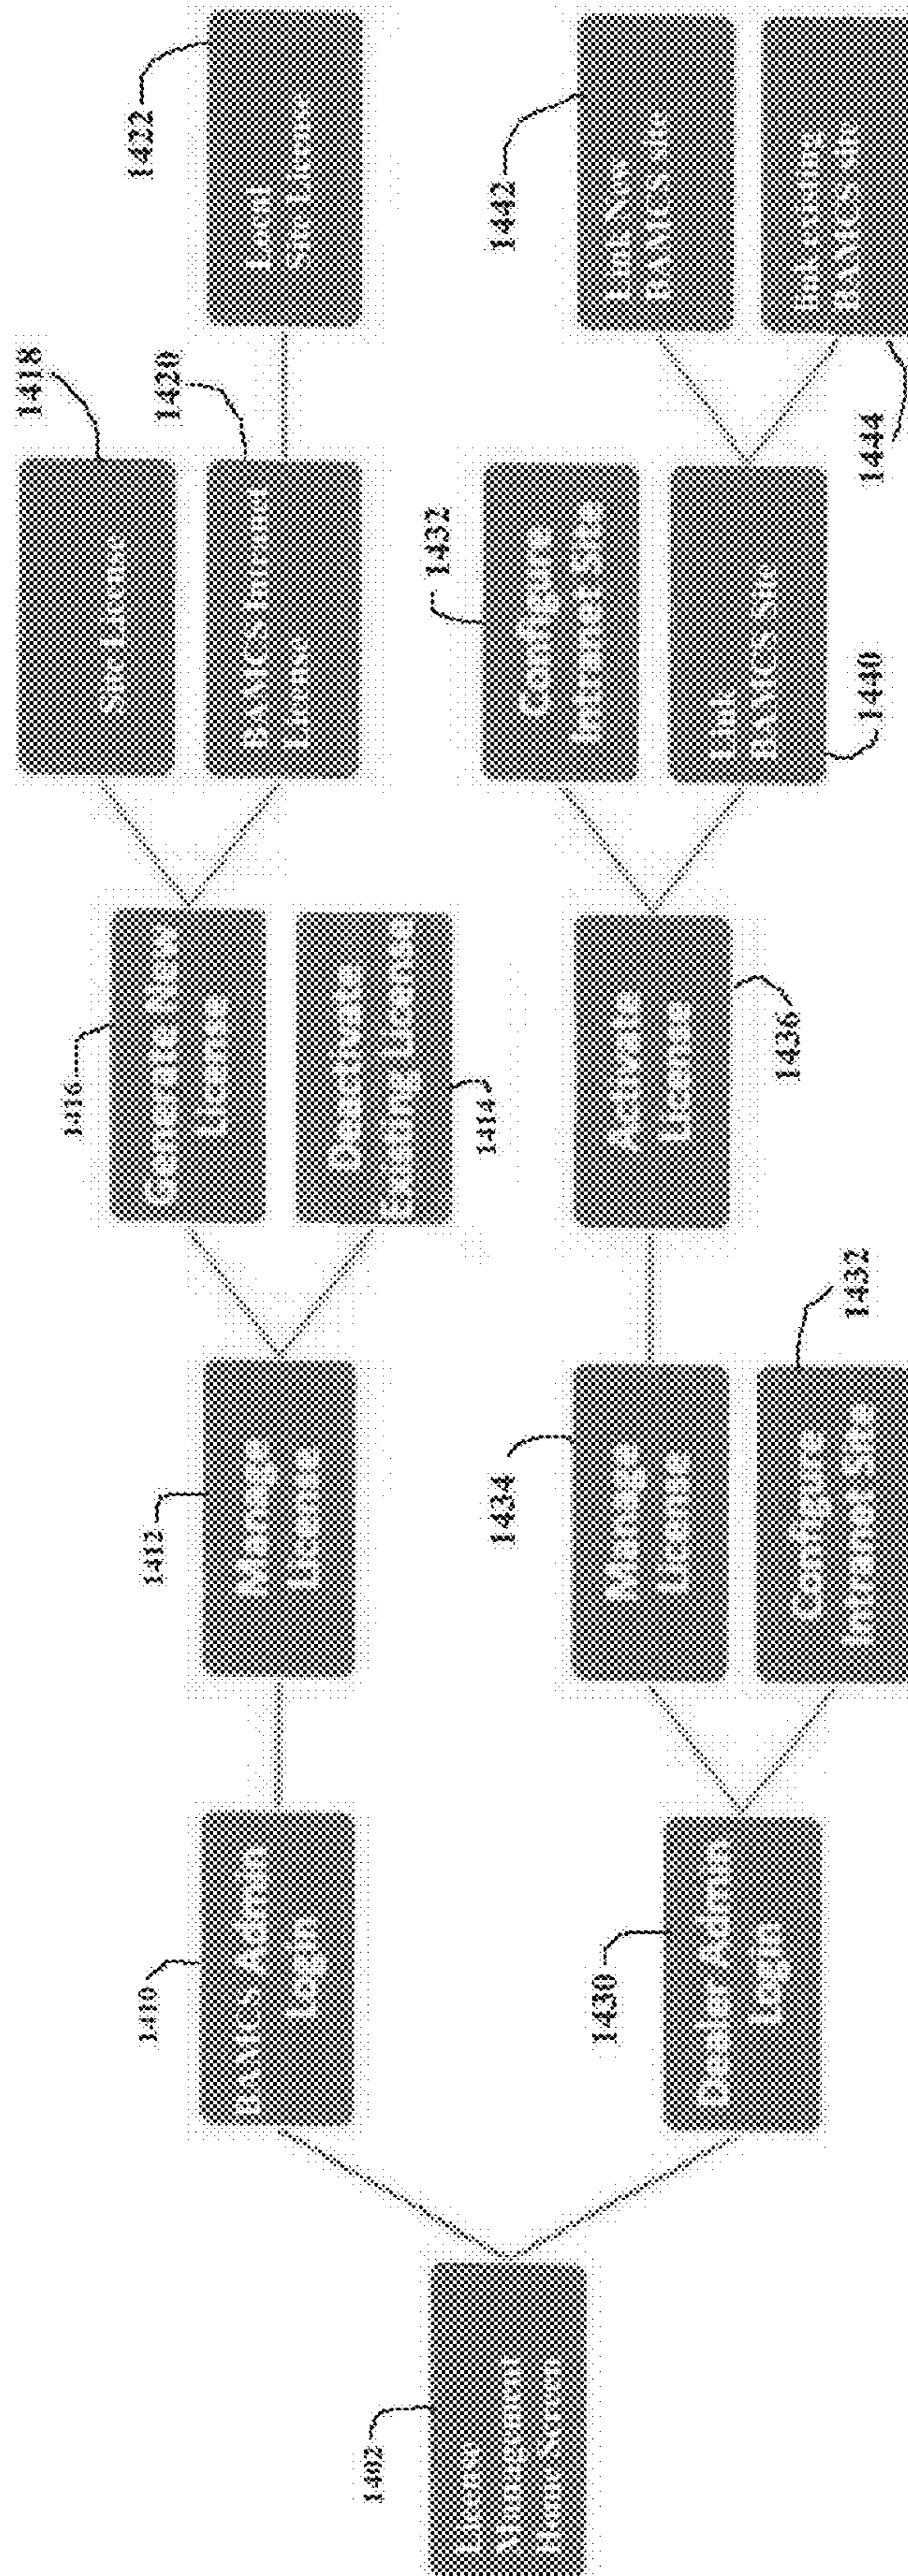 1402
License
Management
Home Screen
1410
BAMCS Admin
Login
1412
Manage
License
1416
Generate New
License
1414
Deactivate
Existing License
1418
Site License
1420
BAMCS Intranet
License
1422
Local
Site License
1430
Dealer Admin
Login
1434
Manage
License
1432
Configure
Intranet Site
1436
Activate
License
1432
Configure
Intranet Site
1440
Link
BAMCS Site
1442
Link New
BAMCS site
1444
Link existing
BAMCS site